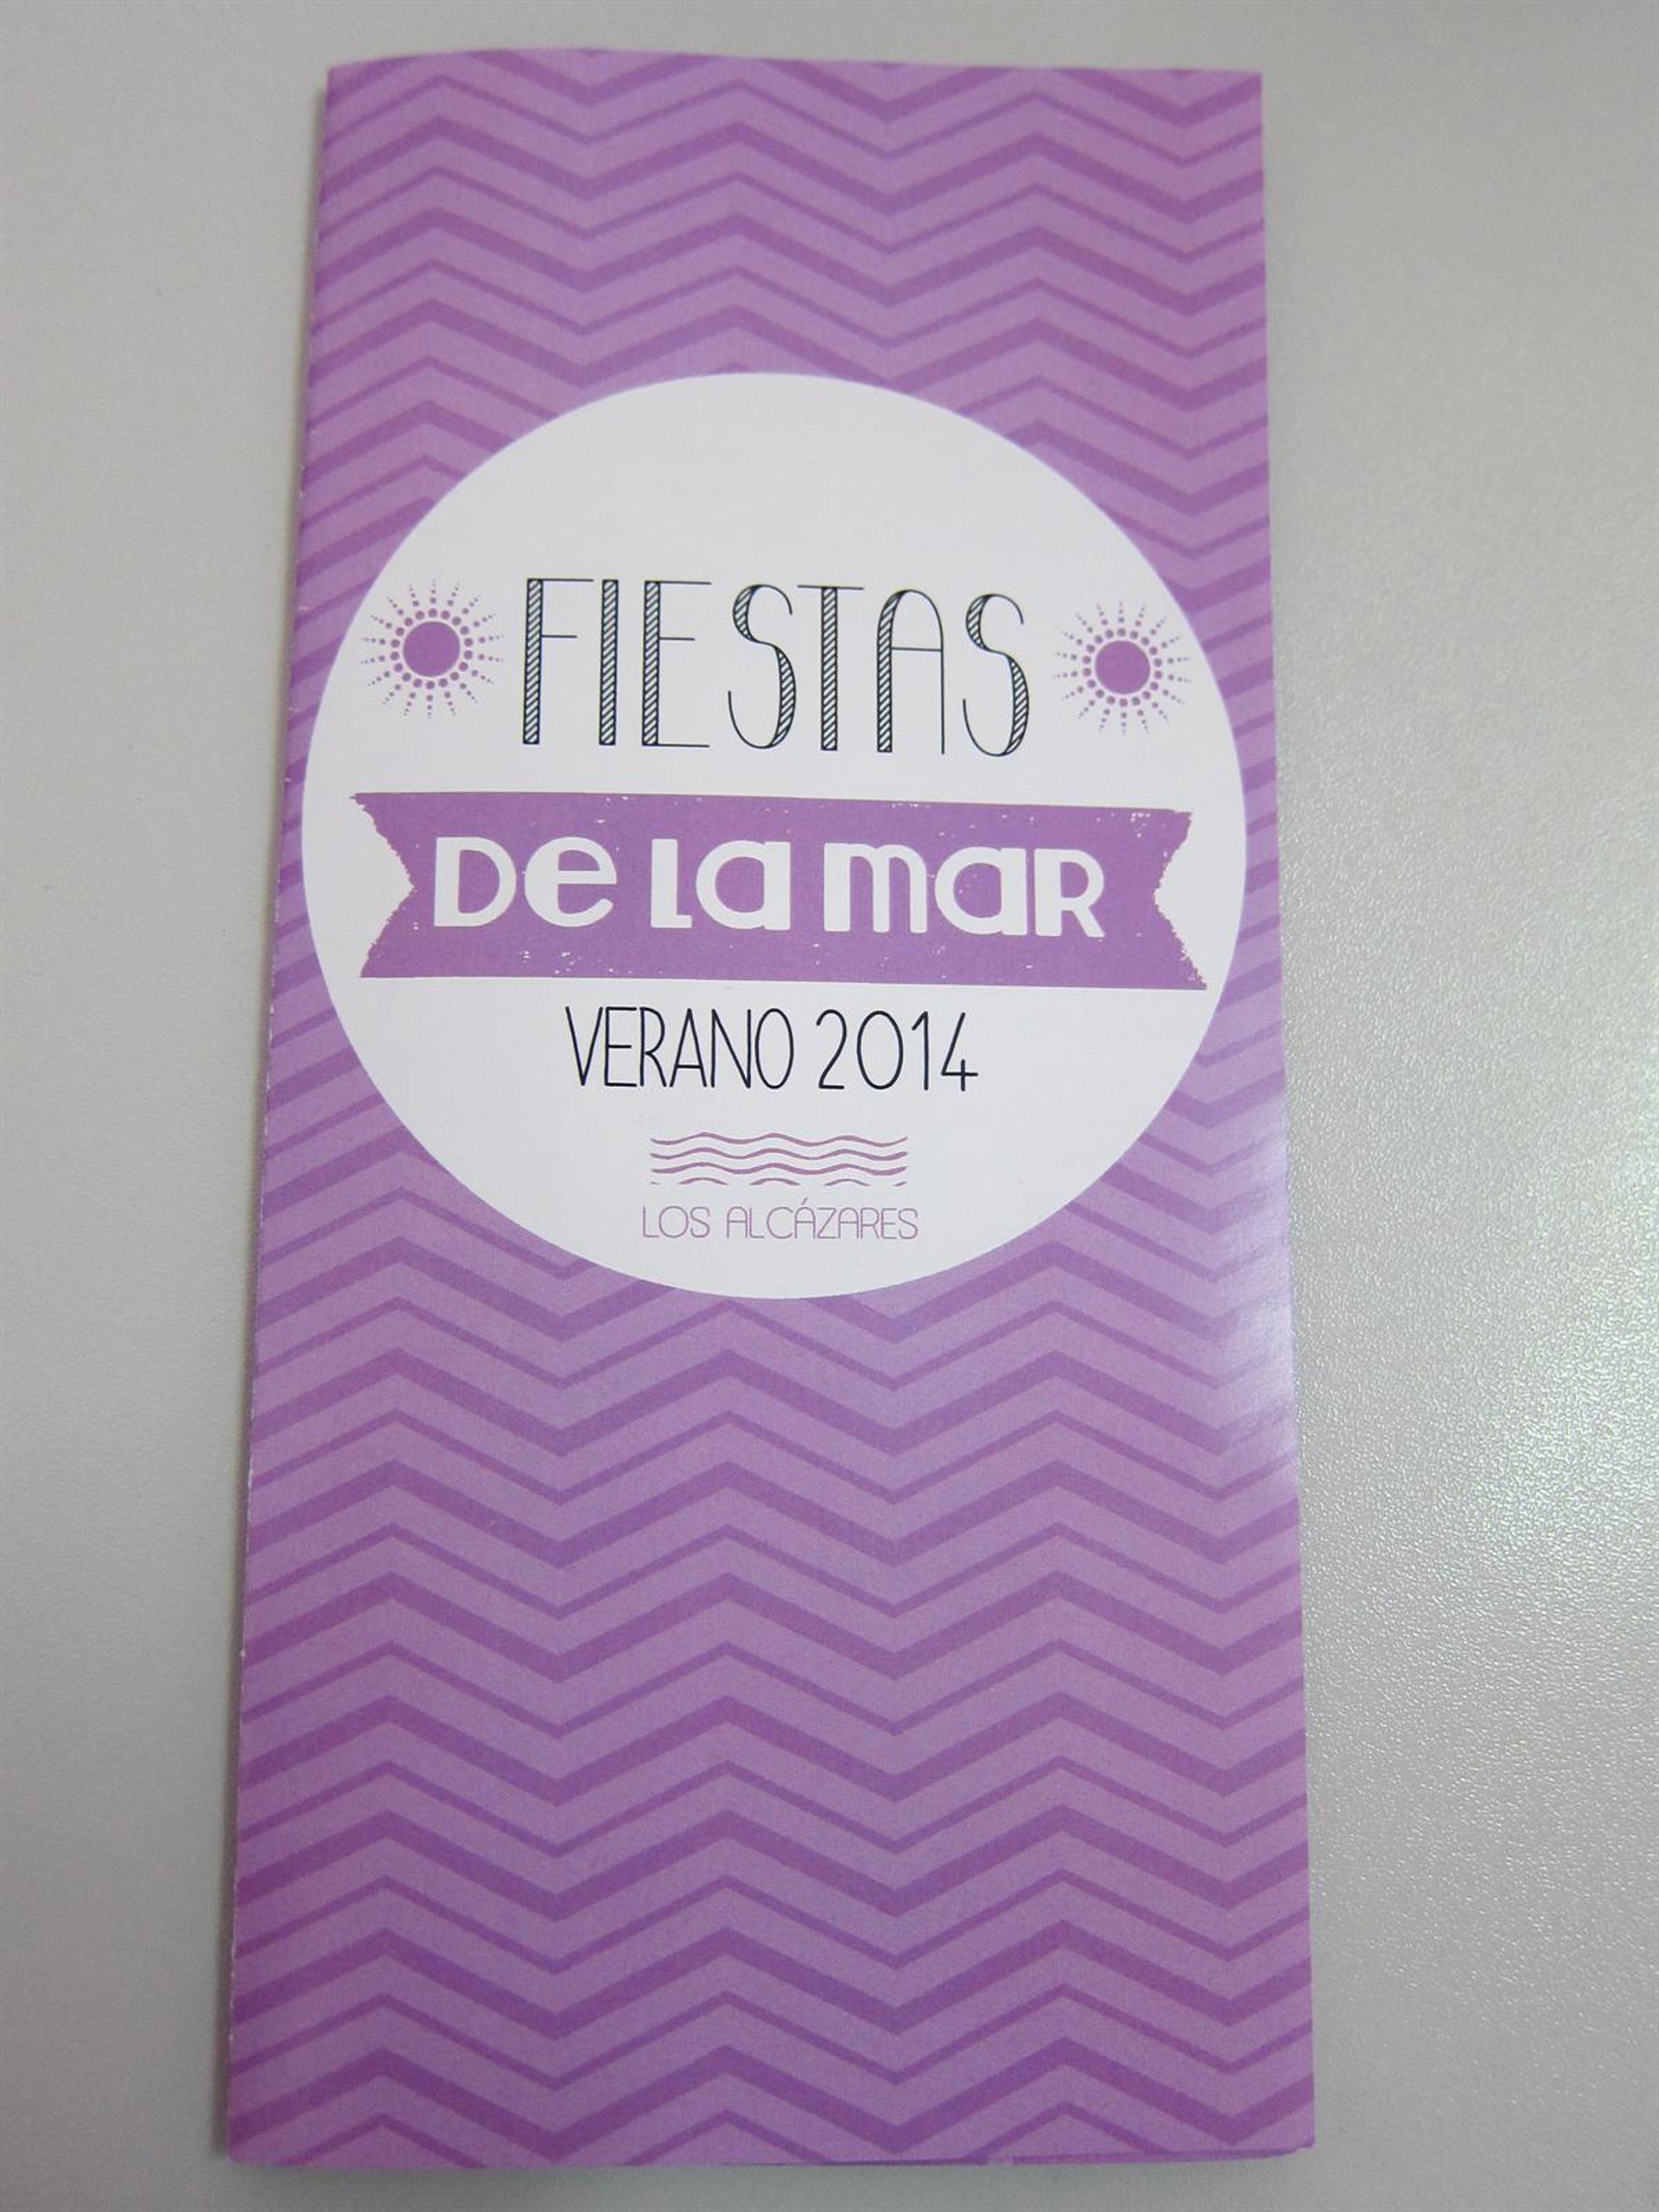 FIESTAS
De La maR
VERANO 2014
LOS ALCÁZARES